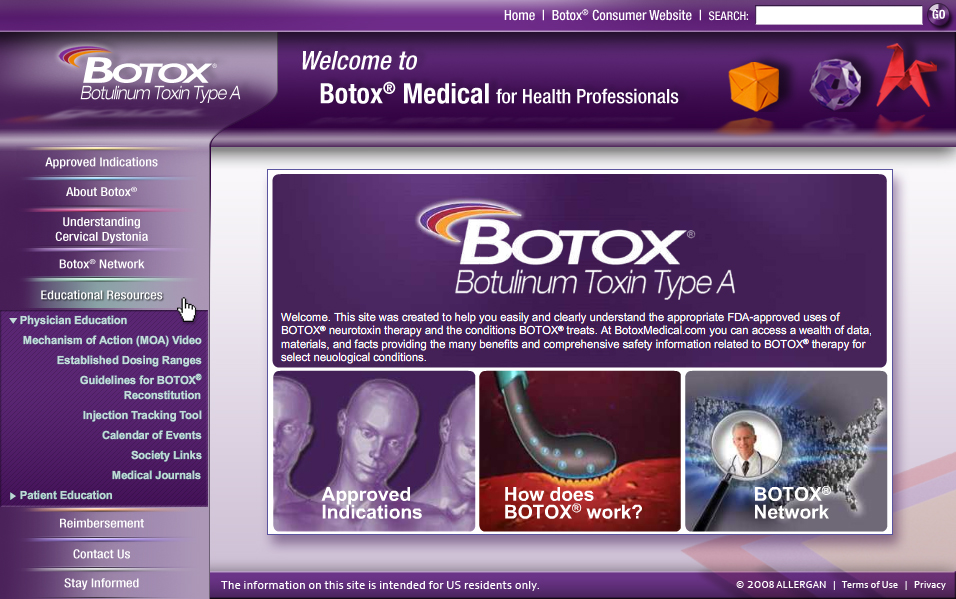 Home | Botox® Consumer Website | SEARCH: GO
BOTOX®
Botulinum Toxin Type A
Welcome to
Botox® Medical for Health Professionals
Approved Indications
About Botox®
Understanding
Cervical Dystonia
Botox® Network
Educational Resources
Physician Education
Mechanism of Action (MOA) Video
Established Dosing Ranges
Guidelines for BOTOX®
Reconstitution
Injection Tracking Tool
Calendar of Events
Society Links
Medical Journals
Patient Education
Reimbersement
Contact Us
Stay Informed
BOTOX®
Botulinum Toxin Type A
Welcome. This site was created to help you easily and clearly understand the appropriate FDA-approved uses of
BOTOX® neurotoxin therapy and the conditions BOTOX® treats. At BotoxMedical.com you can access a wealth of data,
materials, and facts providing the many benefits and comprehensive safety information related to BOTOX® therapy for
select neuological conditions.
Approved
Indications
How does
BOTOX® work?
BOTOX®
Network
The information on this site is intended for US residents only.
© 2008 ALLERGAN | Terms of Use | Privacy